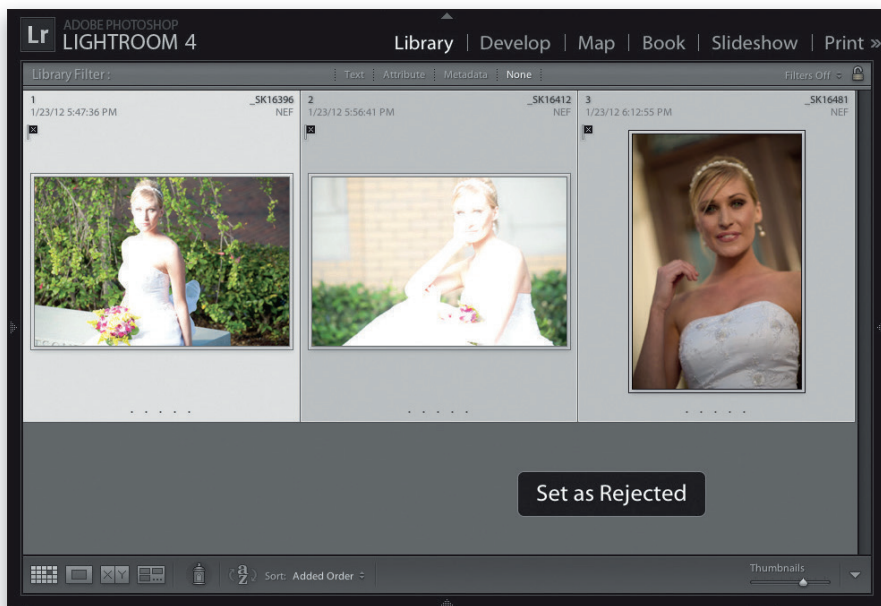 Lr ADOBE PHOTOSHOP
LIGHTROOM 4
Library | Develop | Map | Book | Slideshow | Print »
Library Filter : Text Attribute Metadata None Filters Off
1 _SK16396
1/23/12 5:47:36 PM NEF
2 _SK16412
1/23/12 5:56:41 PM NEF
3 _SK16481
1/23/12 6:12:55 PM NEF
Set as Rejected
X Y a z Sort: Added Order Thumbnails